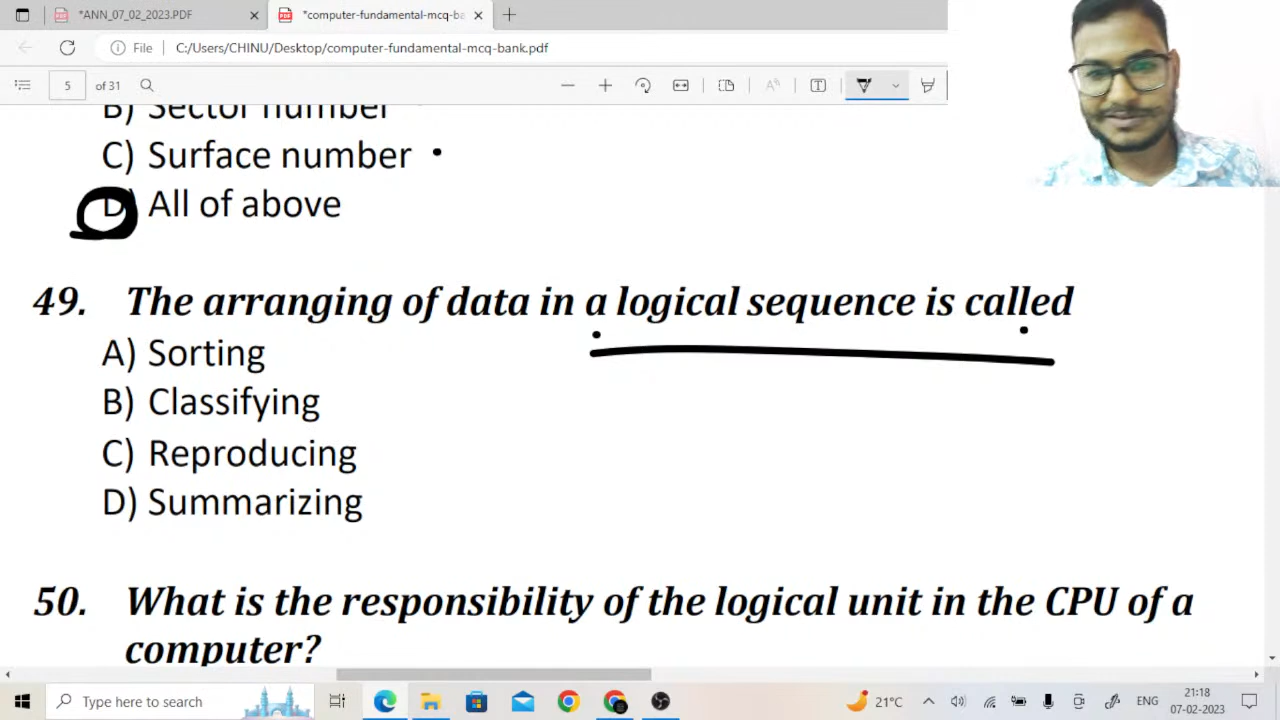 *ANN_07_02_2023.PDF
*computer-fundamental-mcq-ba
File C:/Users/CHINU/Desktop/computer-fundamental-mcq-bank.pdf
5 of 31
B) Sector number
C) Surface number
D) All of above
49. The arranging of data in a logical sequence is called
A) Sorting
B) Classifying
C) Reproducing
D) Summarizing
50. What is the responsibility of the logical unit in the CPU of a
computer?
Type here to search
21°C
ENG
21:18
07-02-2023